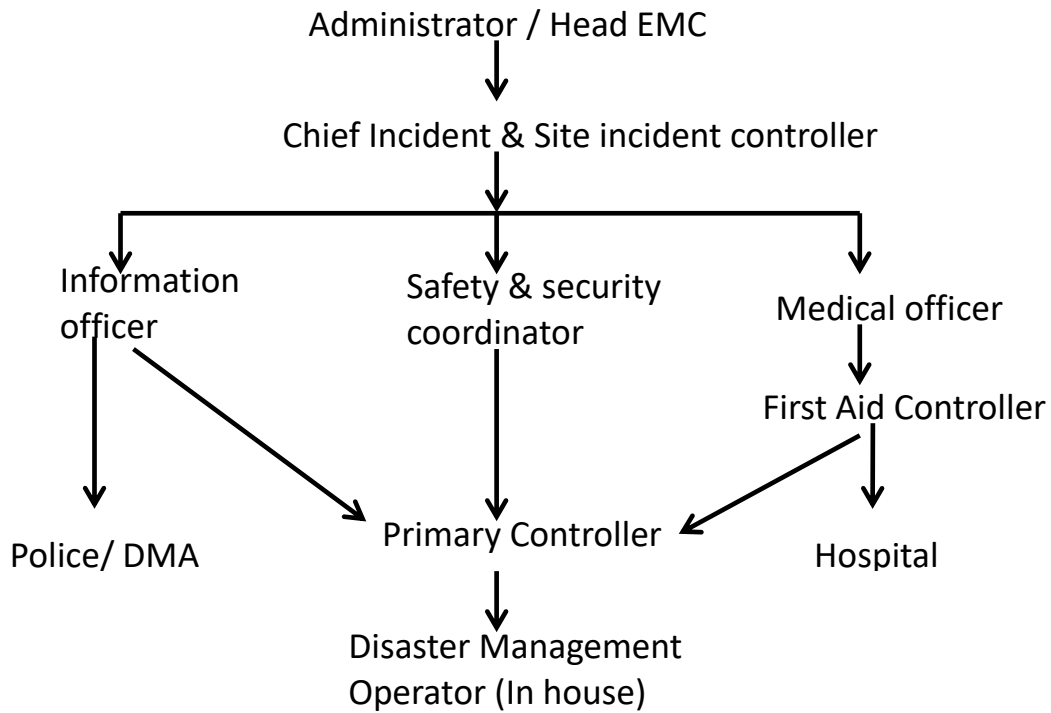 Administrator / Head EMC
Chief Incident & Site incident controller
Information
officer
Safety & security
coordinator
Medical officer
First Aid Controller
Primary Controller
Police/ DMA
Hospital
Disaster Management
Operator (In house)